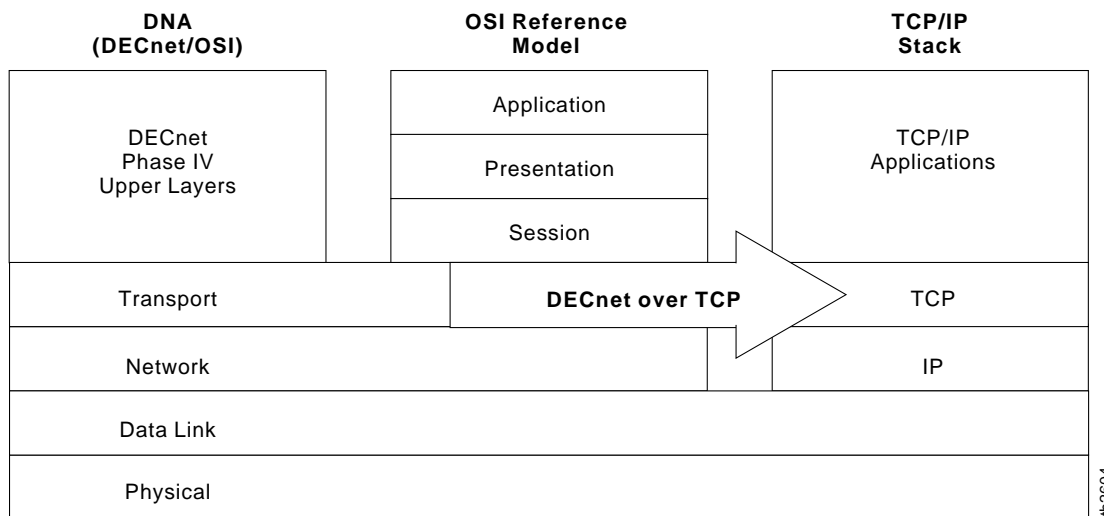 DNA
(DECnet/OSI)
OSI Reference
Model
TCP/IP
Stack
DECnet
Phase IV
Upper Layers
Application
Presentation
Session
TCP/IP
Applications
Transport
DECnet over TCP
TCP
Network
IP
Data Link
Physical